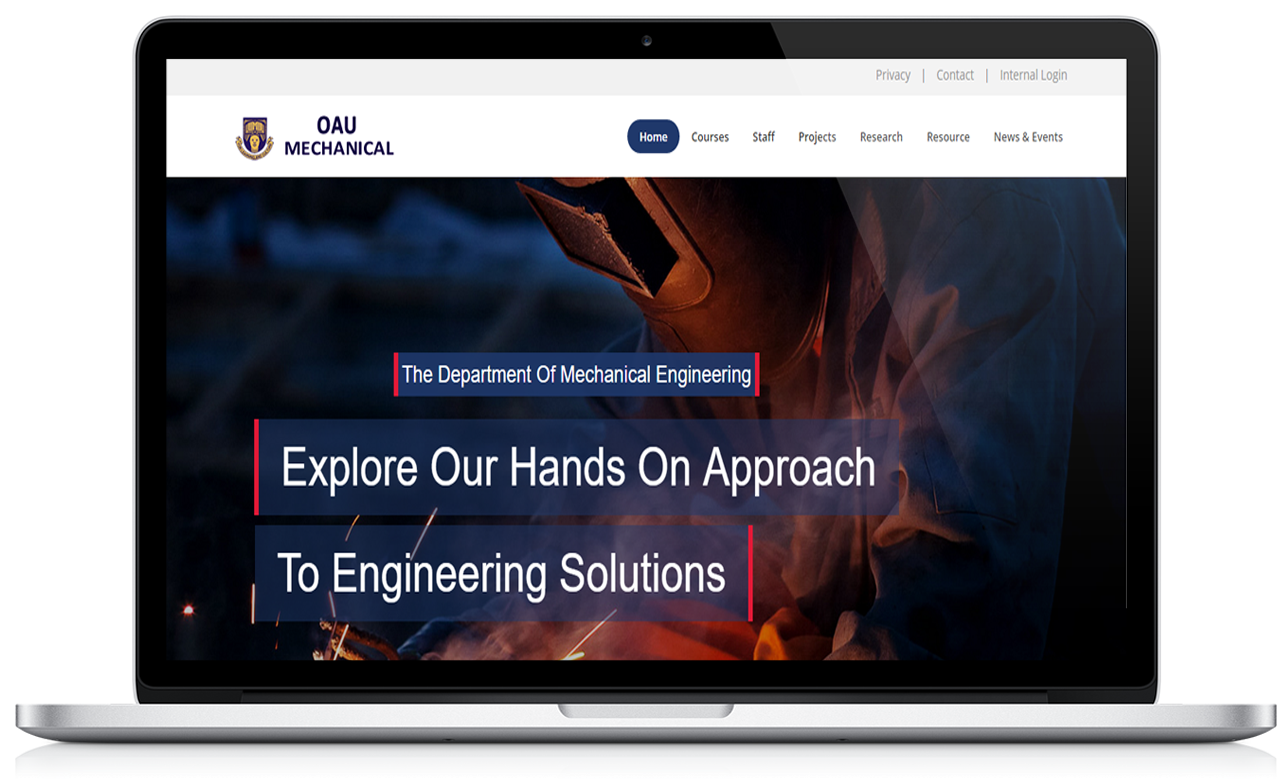 Privacy | Contact | Internal Login
OAU
MECHANICAL
Home Courses Staff Projects Research Resource News & Events
The Department Of Mechanical Engineering
Explore Our Hands On Approach
To Engineering Solutions